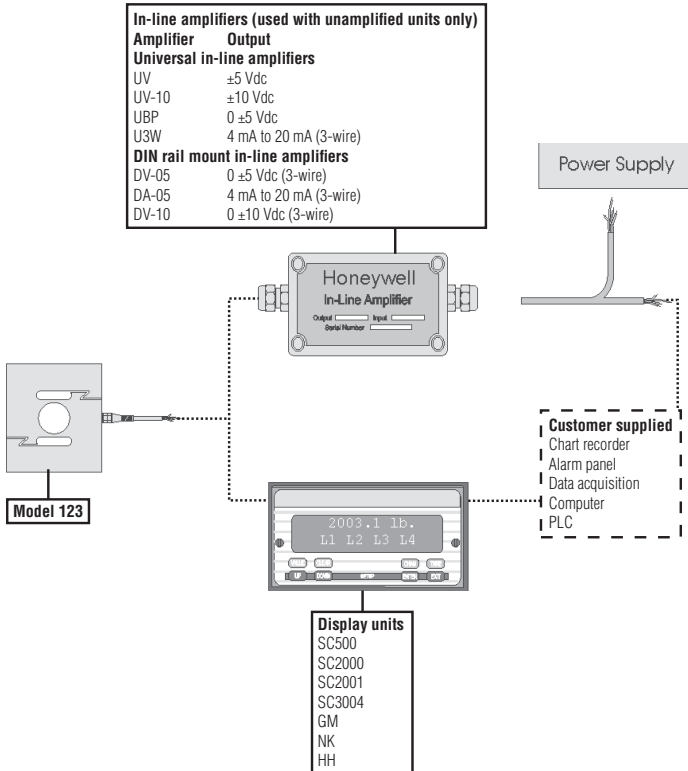 In-line amplifiers (used with unamplified units only)
Amplifier Output
Universal in-line amplifiers
UV ±5 Vdc
UV-10 ±10 Vdc
UBP 0 ±5 Vdc
U3W 4 mA to 20 mA (3-wire)
DIN rail mount in-line amplifiers
DV-05 0 ±5 Vdc (3-wire)
DA-05 4 mA to 20 mA (3-wire)
DV-10 0 ±10 Vdc (3-wire)
Power Supply
Honeywell
In-Line Amplifier
Output Input
Serial Number
Model 123
Customer supplied
Chart recorder
Alarm panel
Data acquisition
Computer
PLC
2003.1 lb.
L1 L2 L3 L4
UP DOWN SETUP ENTER EXIT
Display units
SC500
SC2000
SC2001
SC3004
GM
NK
HH